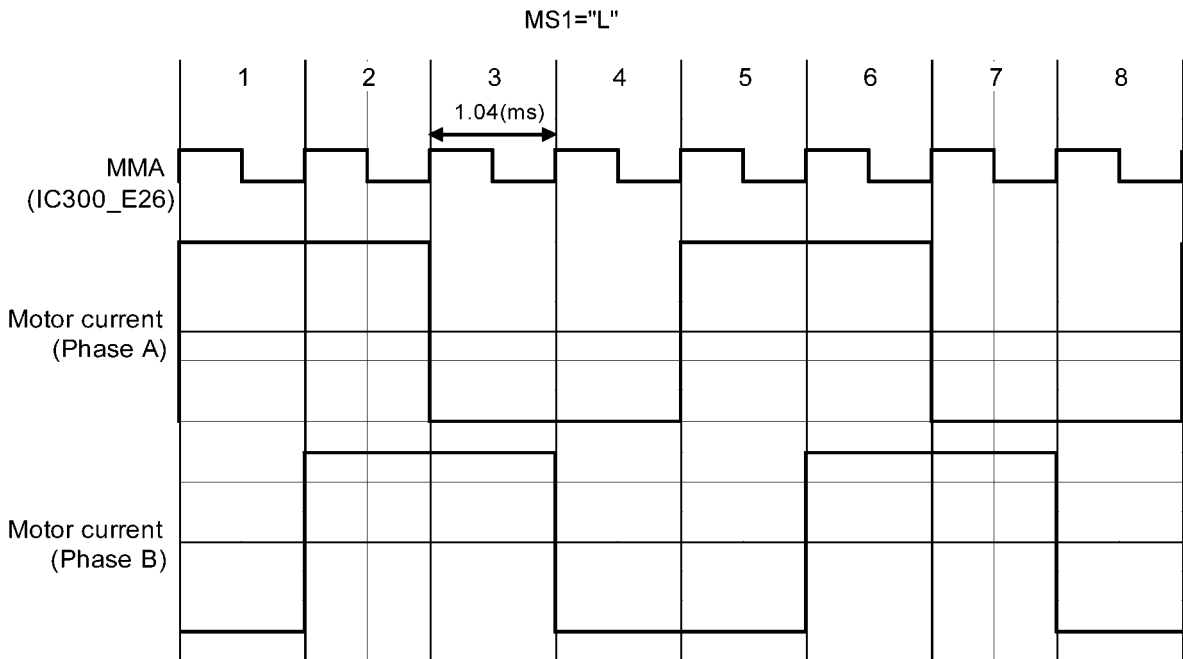 MS1="L"
1 2 3 4 5 6 7 8
1.04(ms)
MMA
(IC300_E26)
Motor current
(Phase A)
Motor current
(Phase B)